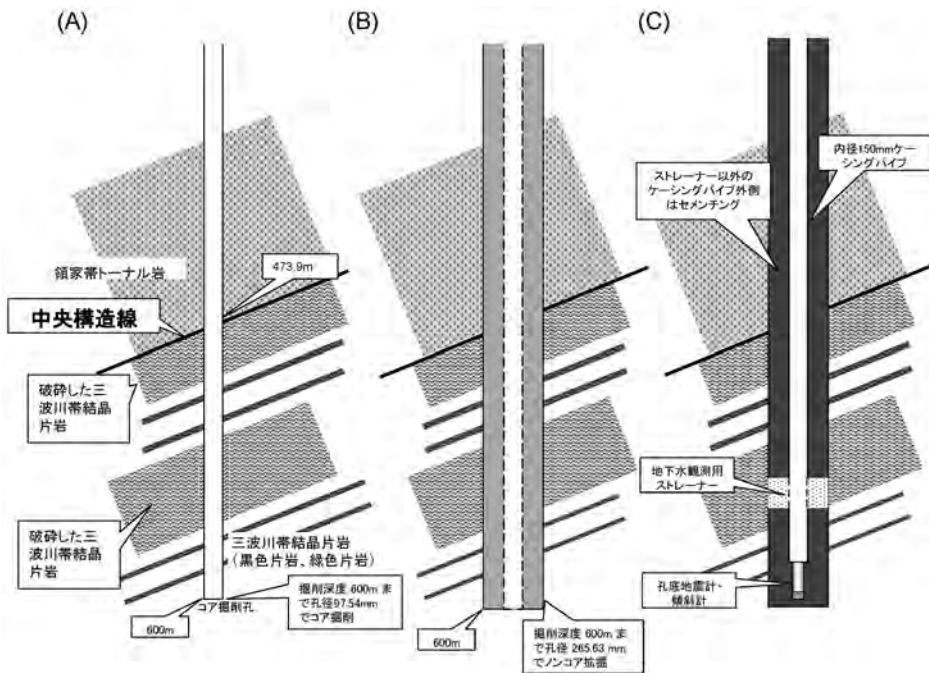 (A)
領家帯トーナル岩
473.9m
中央構造線
破砕した三
波川帯結晶
片岩
破砕した三
波川帯結晶
片岩
三波川帯結晶片岩
(黒色片岩、緑色片岩)
コア掘削孔
600m
掘削深度 600m ま
で孔径97.54mm
でコア掘削
(B)
600m
掘削深度 600m ま
で孔径 265.63 mm
でノンコア拡掘
(C)
ストレーナー以外の
ケーシングパイプ外側
はセメンチング
内径150mmケー
シングパイプ
地下水観測用
ストレーナー
孔底地震計・
傾斜計